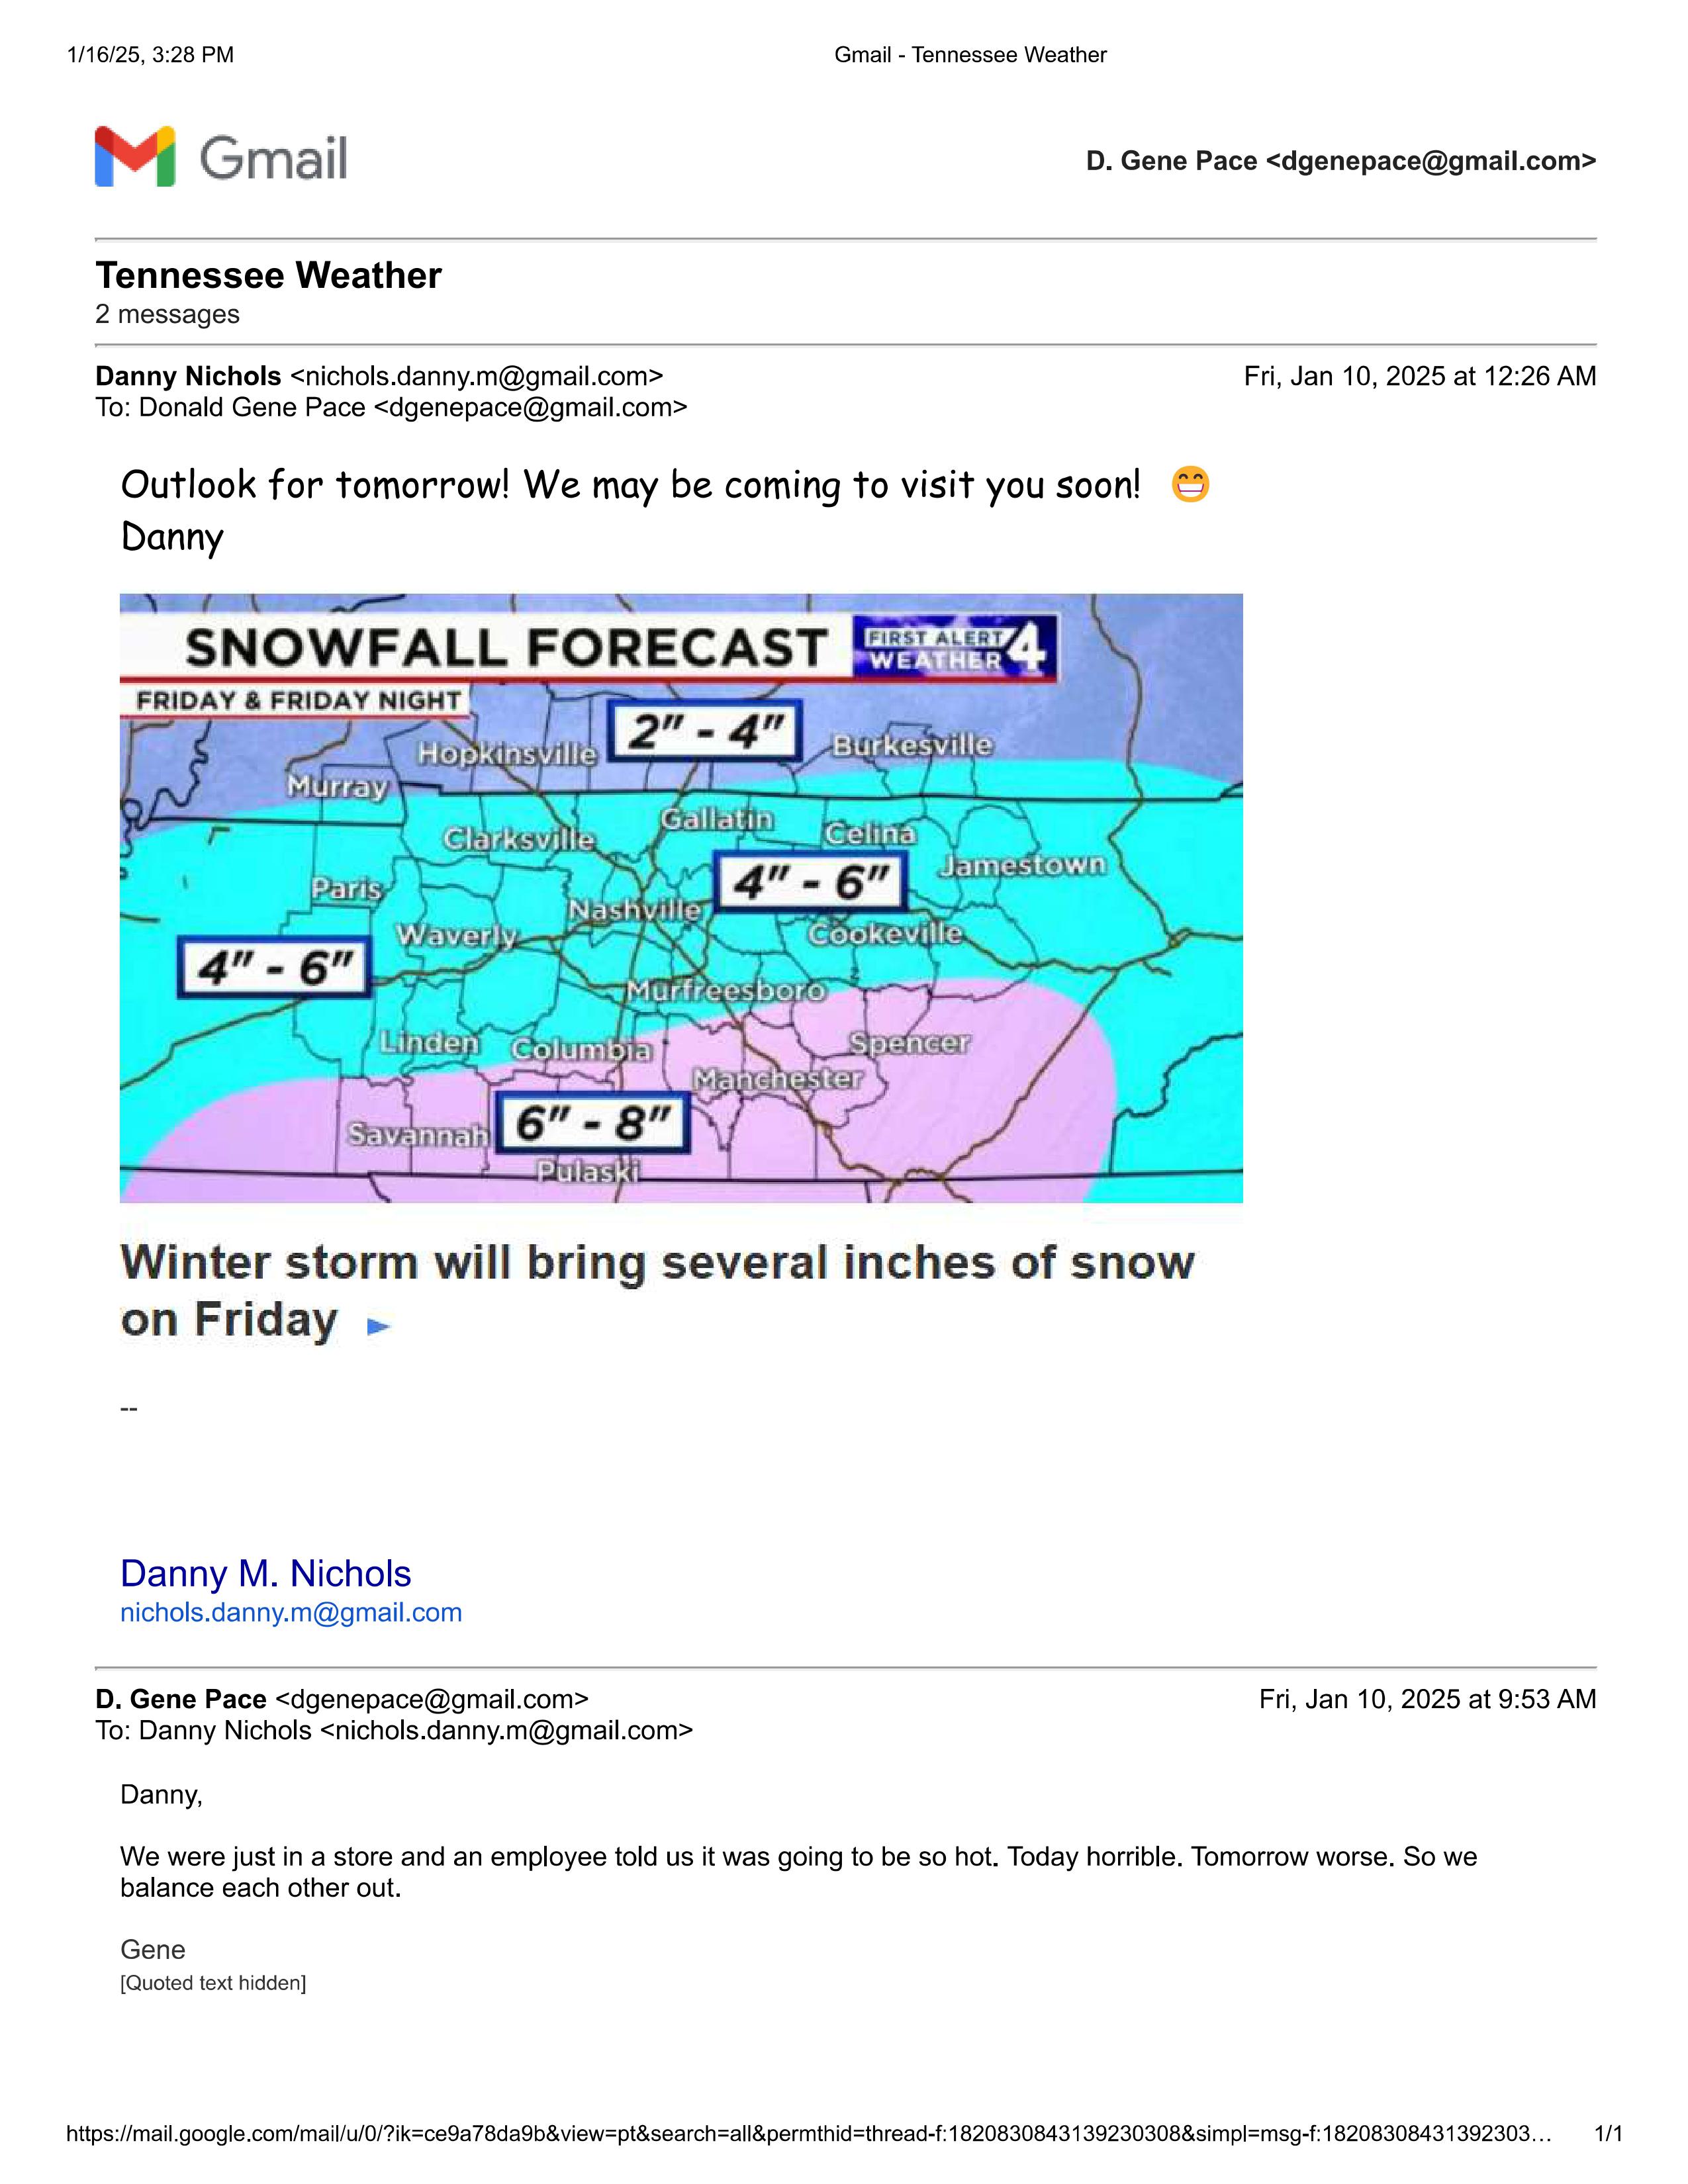 1/16/25, 3:28 PM
Gmail - Tennessee Weather
Gmail
D. Gene Pace <dgenepace@gmail.com>
Tennessee Weather
2 messages
Danny Nichols <nichols.danny.m@gmail.com>
Fri, Jan 10, 2025 at 12:26 AM
To: Donald Gene Pace <dgenepace@gmail.com>
Outlook for tomorrow! We may be coming to visit you soon! 😁
Danny
SNOWFALL FORECAST
FIRST ALERT
WEATHER 4
FRIDAY & FRIDAY NIGHT
2" - 4"
Hopkinsville
Burkesville
Murray
Gallatin
Clarksville
Celina
Jamestown
4" - 6"
Paris
Nashville
Waverly
Cookeville
4" - 6"
Murfreesboro
Linden
Columbia
Spencer
Manchester
6" - 8"
Savannah
Pulaski
Winter storm will bring several inches of snow
on Friday ►
--
Danny M. Nichols
nichols.danny.m@gmail.com
D. Gene Pace <dgenepace@gmail.com>
Fri, Jan 10, 2025 at 9:53 AM
To: Danny Nichols <nichols.danny.m@gmail.com>
Danny,
We were just in a store and an employee told us it was going to be so hot. Today horrible. Tomorrow worse. So we
balance each other out.
Gene
[Quoted text hidden]
https://mail.google.com/mail/u/0/?ik=ce9a78da9b&view=pt&search=all&permthid=thread-f:1820830843139230308&simpl=msg-f:18208308431392303…
1/1